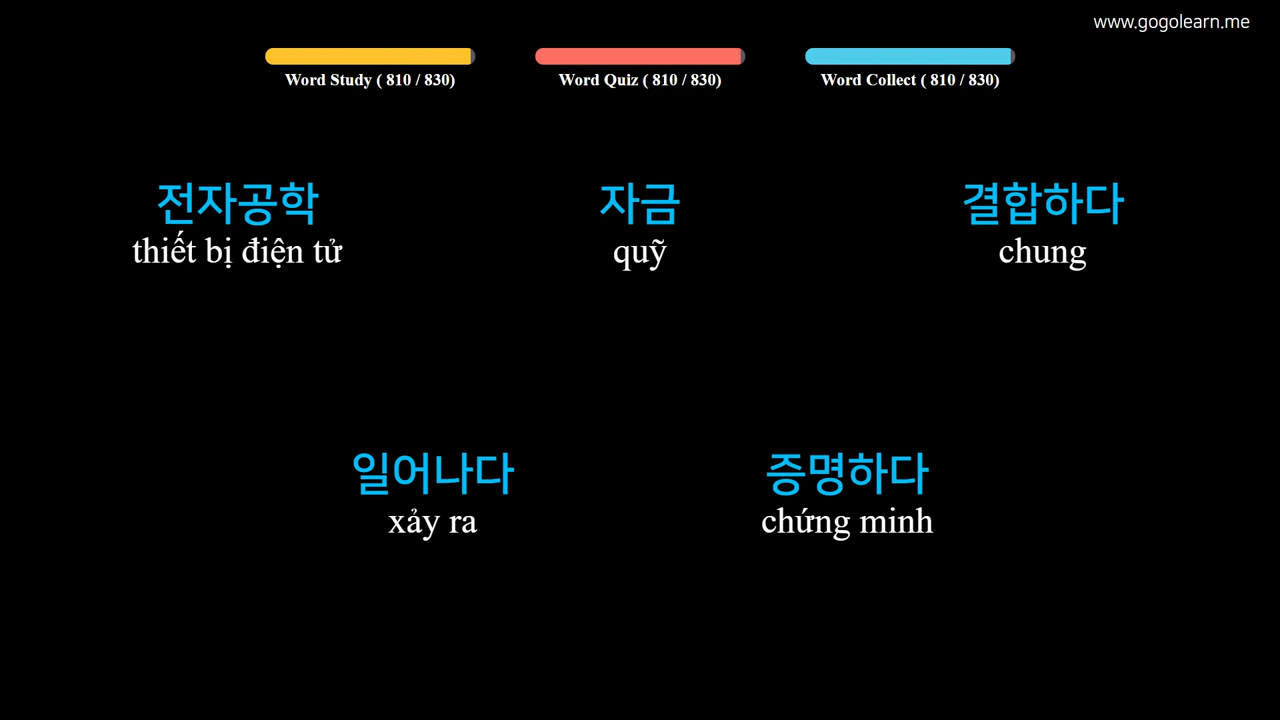 www.gogolearn.me
Word Study ( 810 / 830)
Word Quiz ( 810 / 830)
Word Collect ( 810 / 830)
전자공학
thiết bị điện tử
자금
quỹ
결합하다
chung
일어나다
xảy ra
증명하다
chứng minh